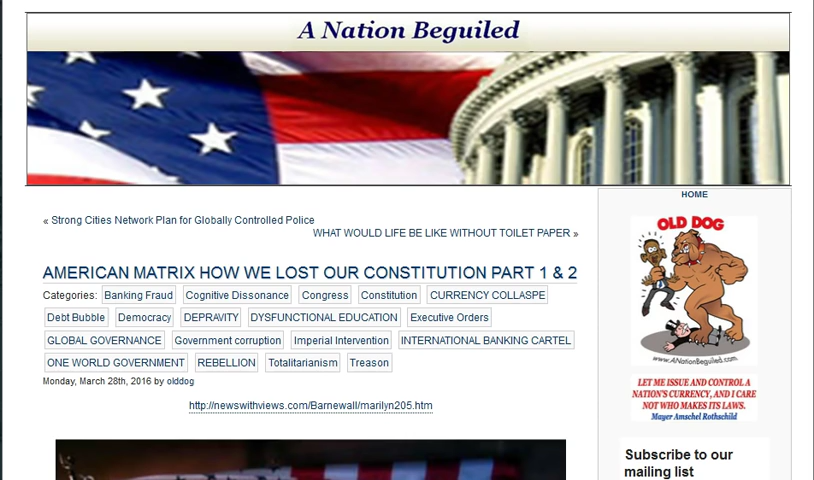 A Nation Beguiled
« Strong Cities Network Plan for Globally Controlled Police
WHAT WOULD LIFE BE LIKE WITHOUT TOILET PAPER »
AMERICAN MATRIX HOW WE LOST OUR CONSTITUTION PART 1 & 2
Categories: Banking Fraud Cognitive Dissonance Congress Constitution CURRENCY COLLASPE
Debt Bubble Democracy DEPRAVITY DYSFUNCTIONAL EDUCATION Executive Orders
GLOBAL GOVERNANCE Government corruption Imperial Intervention INTERNATIONAL BANKING CARTEL
ONE WORLD GOVERNMENT REBELLION Totalitarianism Treason
Monday, March 28th, 2016 by olddog
http://newswithviews.com/Barnewall/marilyn205.htm
HOME
OLD DOG
www.ANationBeguiled.com
LET ME ISSUE AND CONTROL A
NATION'S CURRENCY, AND I CARE
NOT WHO MAKES ITS LAWS.
Mayer Amschel Rothschild
Subscribe to our
mailing list